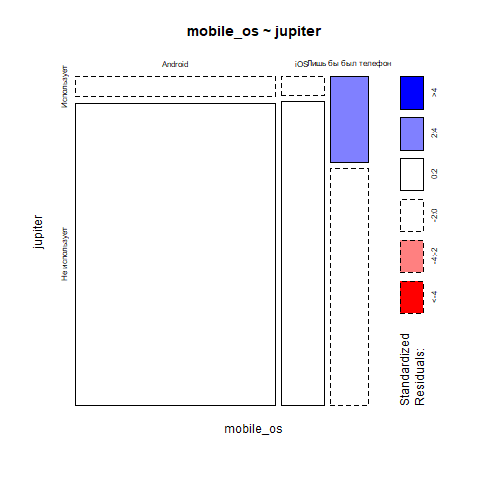 mobile_os ~ jupiter
Android
iOS
Лишь бы был телефон
Использует
Не использует
jupiter
mobile_os
>4
2:4
0:2
-2:0
-4:-2
<-4
Standardized
Residuals: